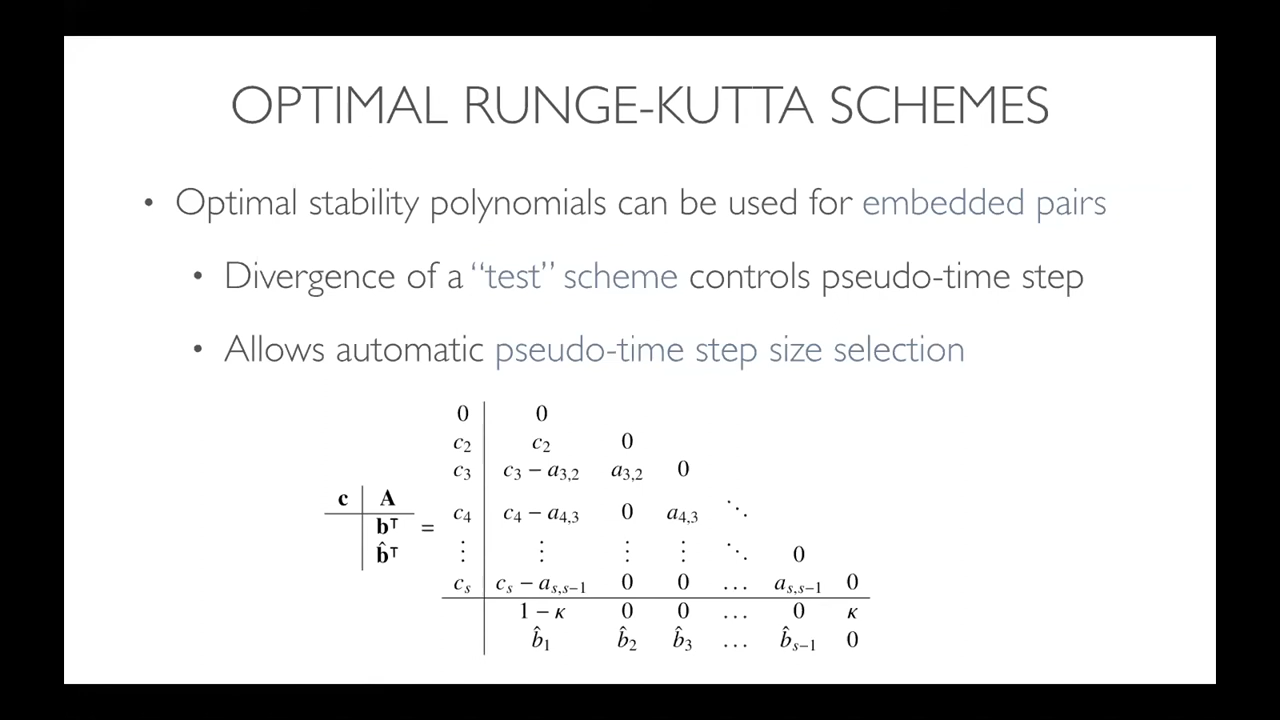 OPTIMAL RUNGE-KUTTA SCHEMES
• Optimal stability polynomials can be used for embedded pairs
• Divergence of a “test” scheme controls pseudo-time step
• Allows automatic pseudo-time step size selection
c | A
bᵀ
b̂ᵀ
=
0 | 0
c₂ | c₂ 0
c₃ | c₃ − a₃,₂ a₃,₂ 0
c₄ | c₄ − a₄,₃ 0 a₄,₃ ⋱
⋮ | ⋮ ⋮ ⋮ ⋱ 0
cₛ | cₛ − aₛ,ₛ₋₁ 0 0 … aₛ,ₛ₋₁ 0
1 − κ 0 0 … 0 κ
b̂₁ b̂₂ b̂₃ … b̂ₛ₋₁ 0